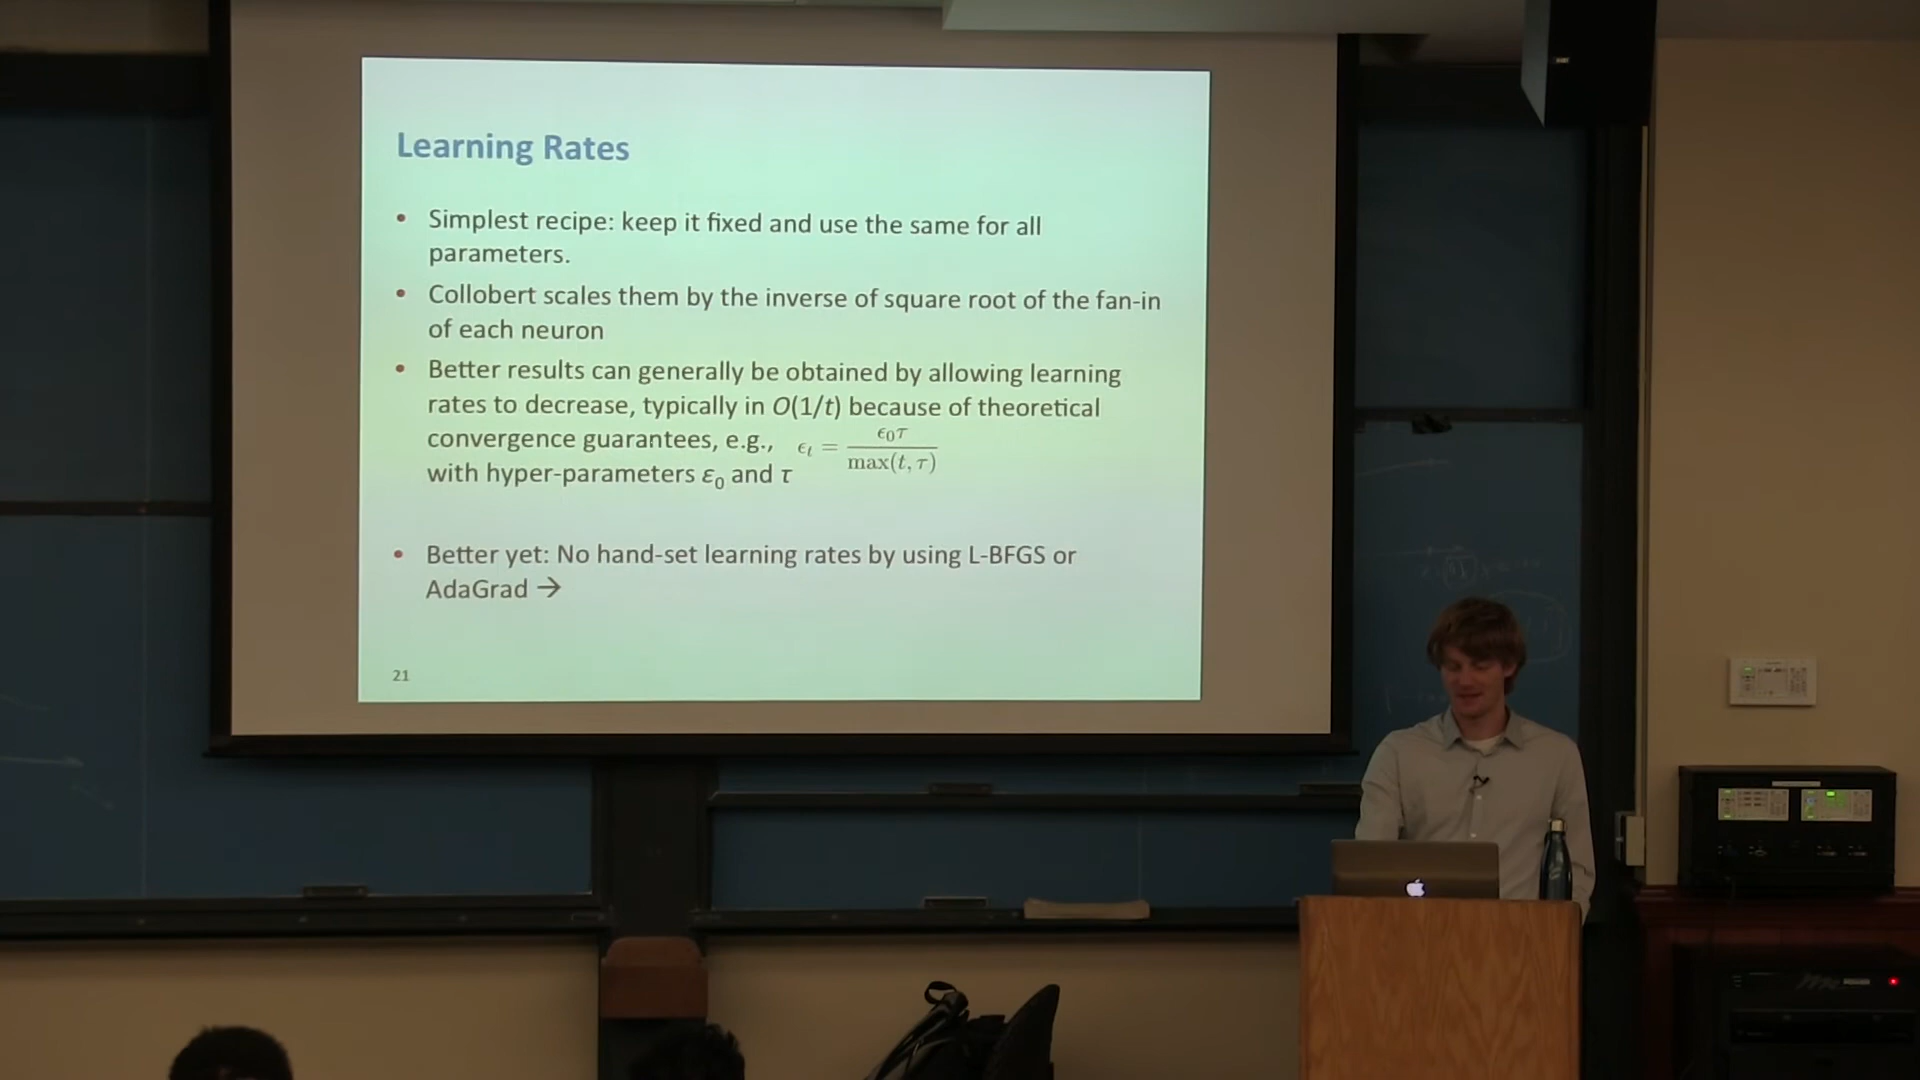 Learning Rates
• Simplest recipe: keep it fixed and use the same for all
parameters.
• Collobert scales them by the inverse of square root of the fan-in
of each neuron
• Better results can generally be obtained by allowing learning
rates to decrease, typically in O(1/t) because of theoretical
convergence guarantees, e.g., ϵₜ = ϵ₀τ / max(t, τ)
with hyper-parameters ε₀ and τ
• Better yet: No hand-set learning rates by using L-BFGS or
AdaGrad →
21